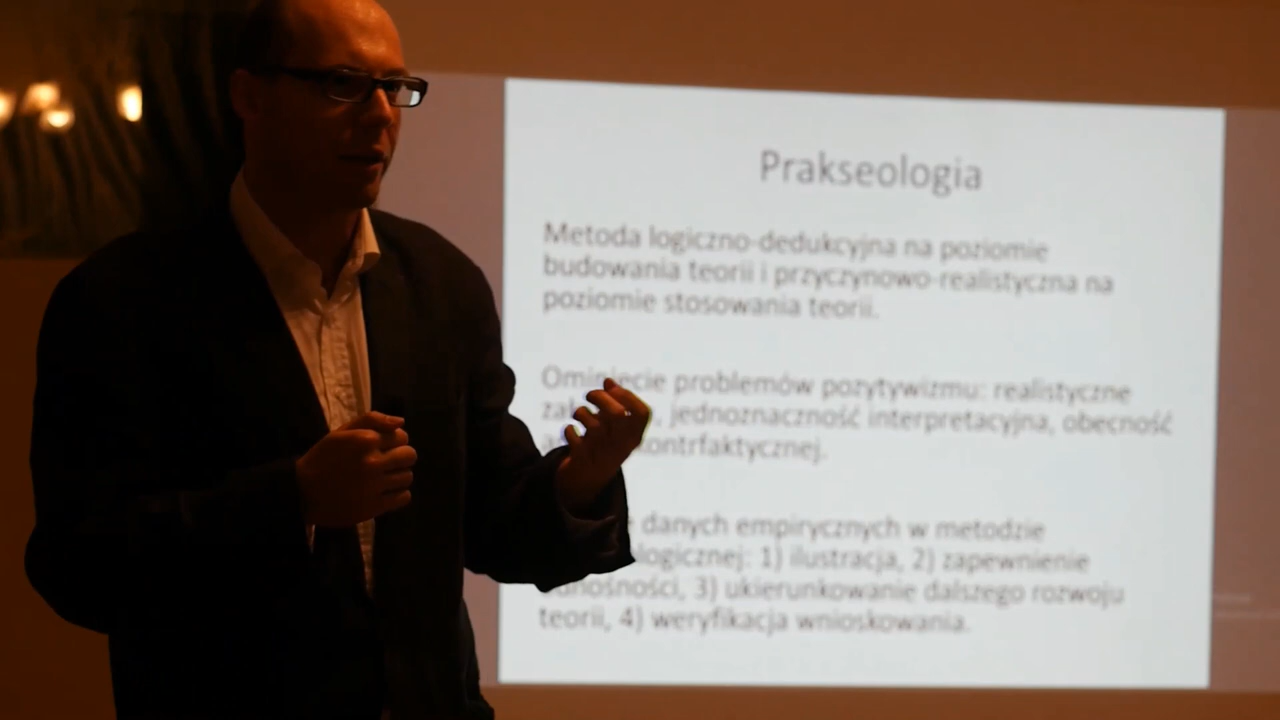 Prakseologia
Metoda logiczno-dedukcyjna na poziomie
budowania teorii i przyczynowo-realistyczna na
poziomie stosowania teorii.
Ominięcie problemów pozytywizmu: realistyczne
, jednoznaczność interpretacyjna, obecność
kontrfaktycznej.
danych empirycznych w metodzie
logicznej: 1) ilustracja, 2) zapewnienie
, 3) ukierunkowanie dalszego rozwoju
teorii, 4) weryfikacja wnioskowania.